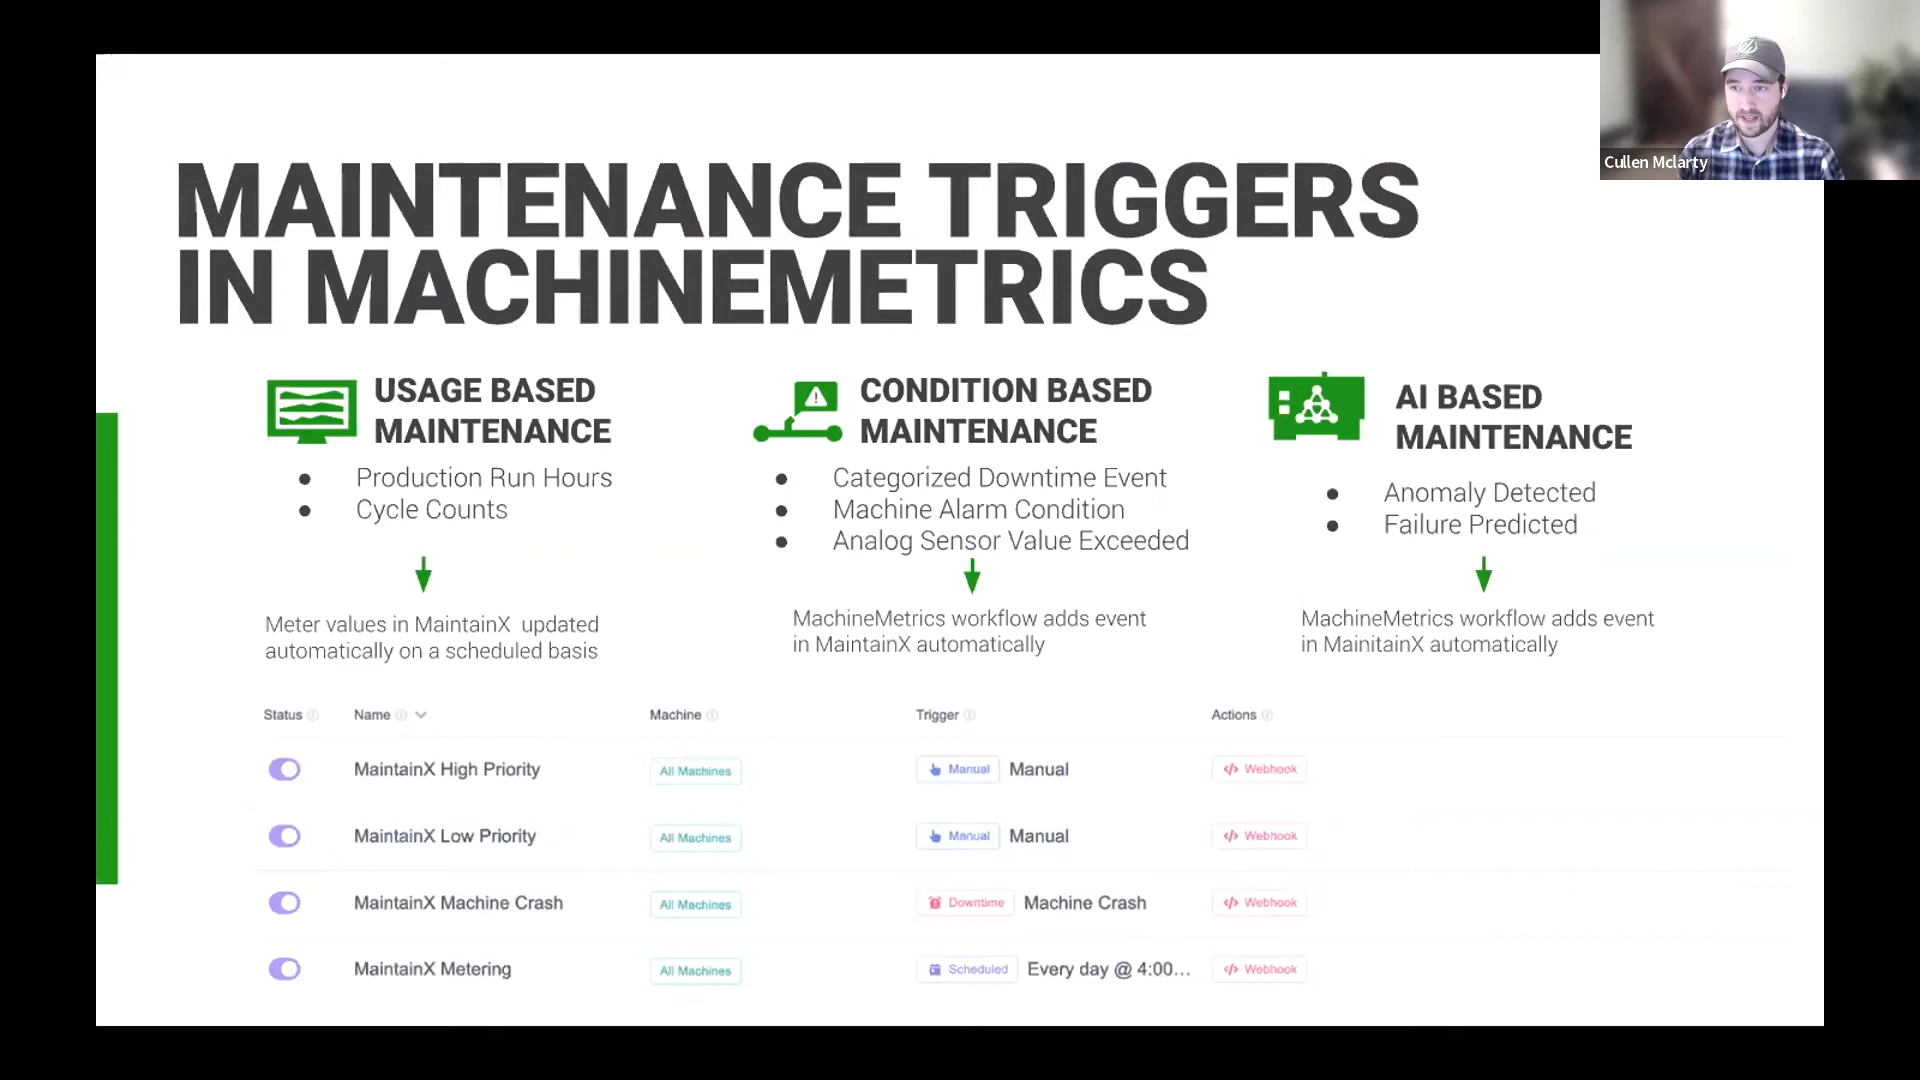 Cullen Mclarty
MAINTENANCE TRIGGERS
IN MACHINEMETRICS
USAGE BASED
MAINTENANCE
Production Run Hours
Cycle Counts
Meter values in MaintainX updated
automatically on a scheduled basis
CONDITION BASED
MAINTENANCE
Categorized Downtime Event
Machine Alarm Condition
Analog Sensor Value Exceeded
MachineMetrics workflow adds event
in MaintainX automatically
AI BASED
MAINTENANCE
Anomaly Detected
Failure Predicted
MachineMetrics workflow adds event
in MainitainX automatically
Status Name Machine Trigger Actions
MaintainX High Priority All Machines Manual Manual Webhook
MaintainX Low Priority All Machines Manual Manual Webhook
MaintainX Machine Crash All Machines Downtime Machine Crash Webhook
MaintainX Metering All Machines Scheduled Every day @ 4:00... Webhook